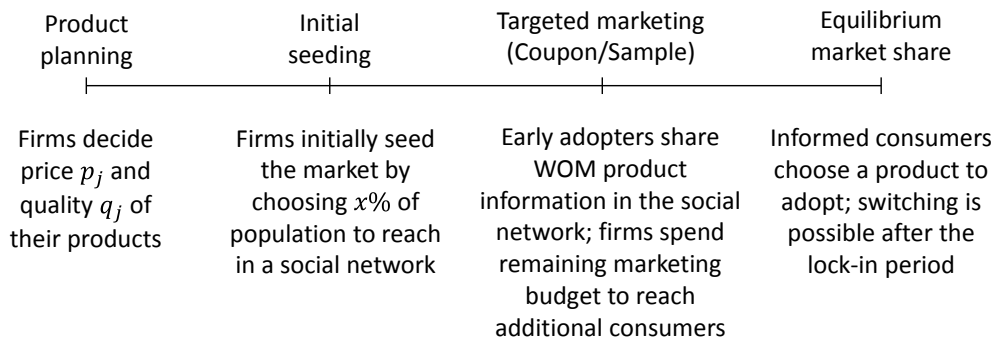 Product
planning
Initial
seeding
Targeted marketing
(Coupon/Sample)
Equilibrium
market share
Firms decide
price p_j and
quality q_j of
their products
Firms initially seed
the market by
choosing x% of
population to reach
in a social network
Early adopters share
WOM product
information in the social
network; firms spend
remaining marketing
budget to reach
additional consumers
Informed consumers
choose a product to
adopt; switching is
possible after the
lock-in period